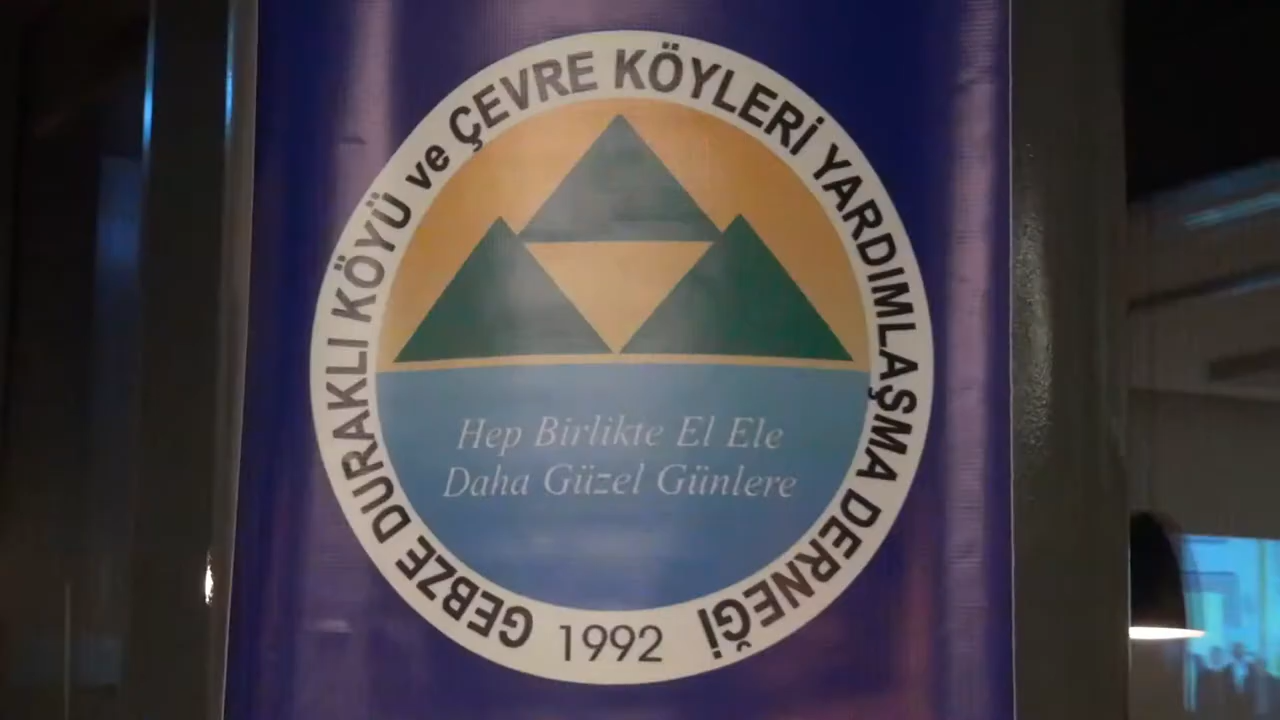 GEBZE DURAKLI KÖYÜ ve ÇEVRE KÖYLERİ YARDIMLAŞMA DERNEĞİ
Hep Birlikte El Ele
Daha Güzel Günlere
1992